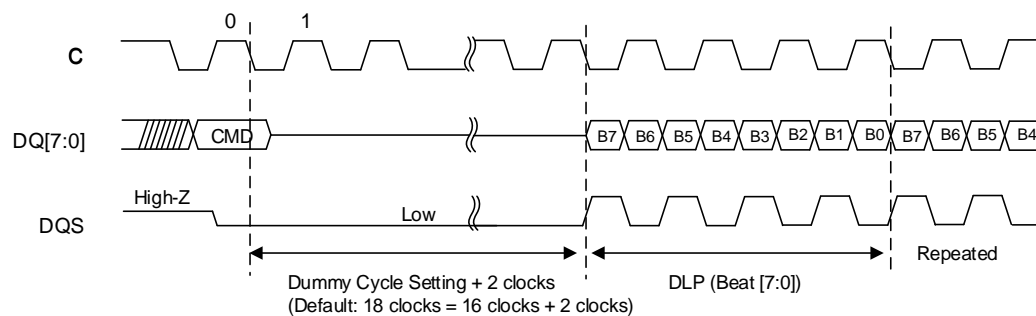 0 1
C
DQ[7:0] CMD B7 B6 B5 B4 B3 B2 B1 B0 B7 B6 B5 B4
High-Z
DQS Low
Repeated
Dummy Cycle Setting + 2 clocks DLP (Beat [7:0])
(Default: 18 clocks = 16 clocks + 2 clocks)